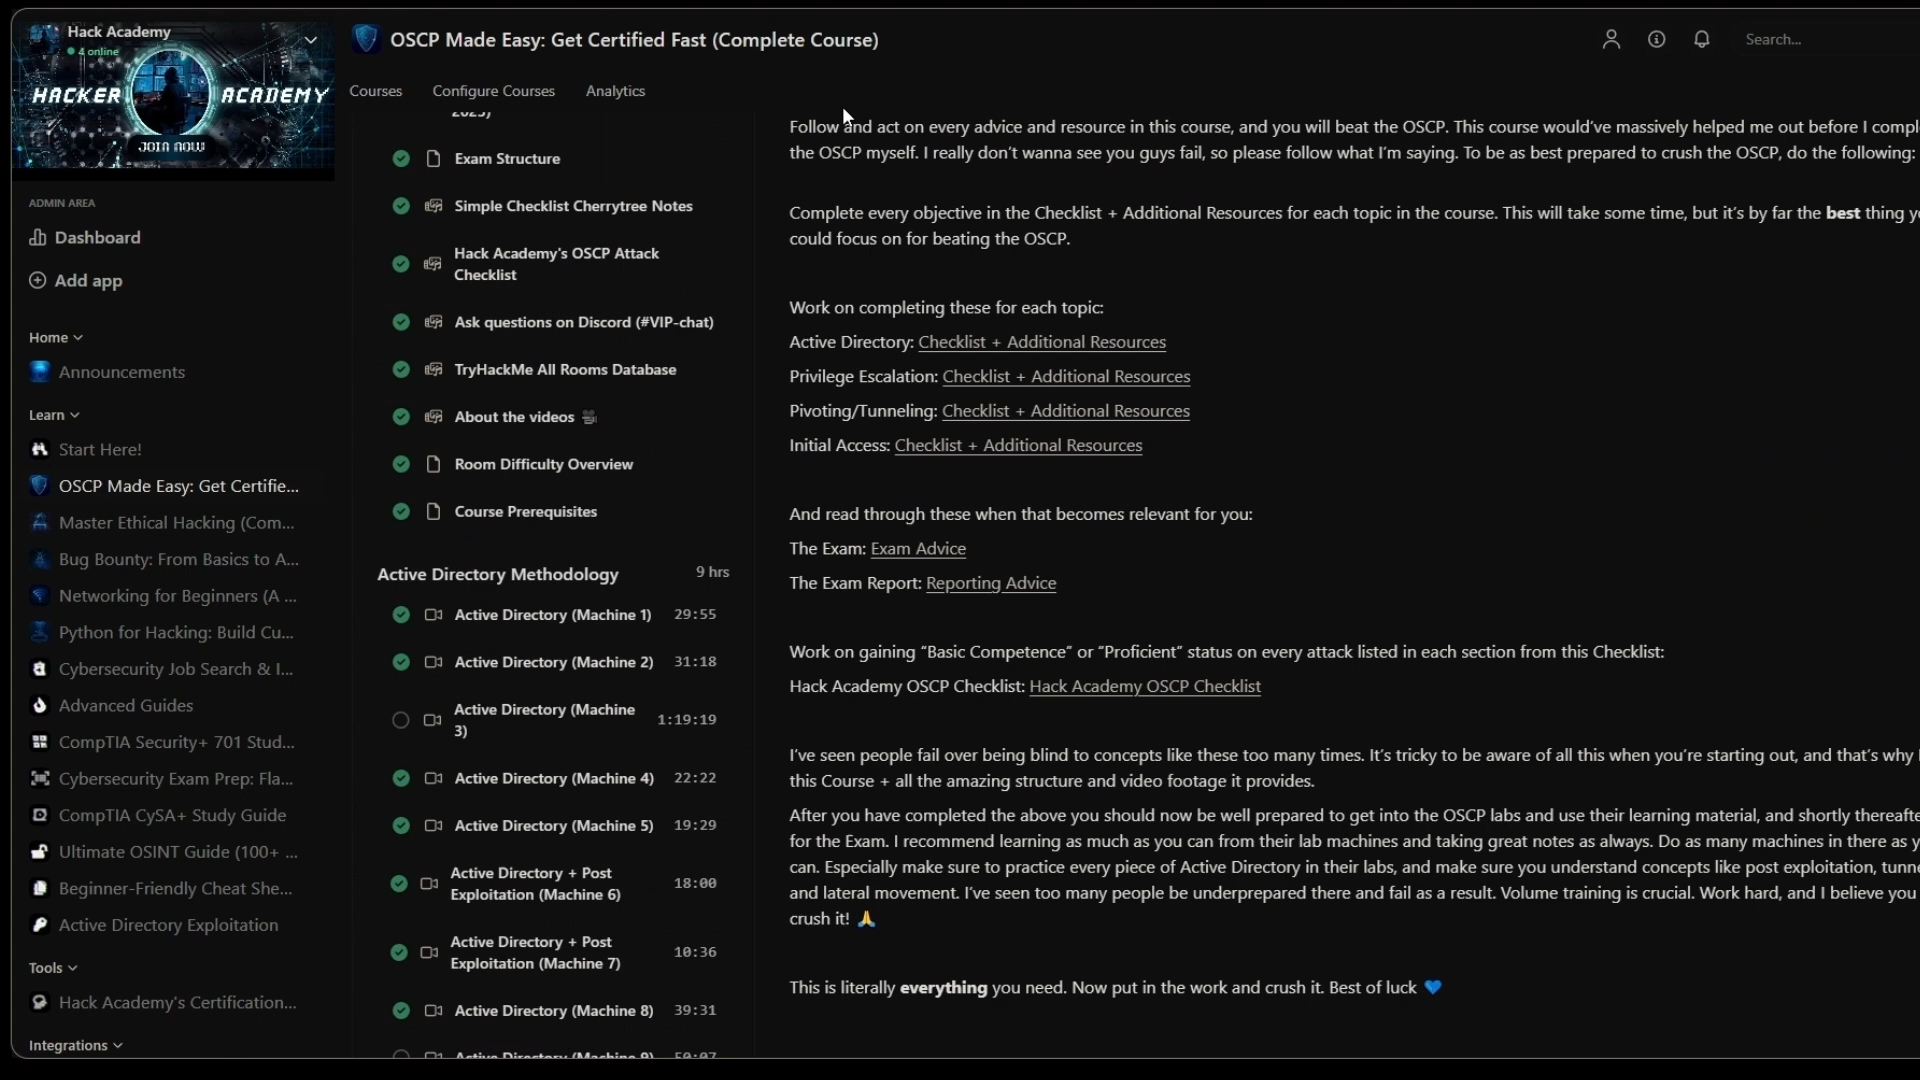 Hack Academy
4 online
HACKER ACADEMY
JOIN NOW
ADMIN AREA
Dashboard
Add app
Home
Announcements
Learn
Start Here!
OSCP Made Easy: Get Certifie...
Master Ethical Hacking (Com...
Bug Bounty: From Basics to A...
Networking for Beginners (A ...
Python for Hacking: Build Cu...
Cybersecurity Job Search & I...
Advanced Guides
CompTIA Security+ 701 Stud...
Cybersecurity Exam Prep: Fla...
CompTIA CySA+ Study Guide
Ultimate OSINT Guide (100+ ...
Beginner-Friendly Cheat She...
Active Directory Exploitation
Tools
Hack Academy's Certification...
Integrations
OSCP Made Easy: Get Certified Fast (Complete Course)
Search...
Courses
Configure Courses
Analytics
2025)
Exam Structure
Simple Checklist Cherrytree Notes
Hack Academy's OSCP Attack
Checklist
Ask questions on Discord (#VIP-chat)
TryHackMe All Rooms Database
About the videos 🎥
Room Difficulty Overview
Course Prerequisites
Active Directory Methodology 9 hrs
Active Directory (Machine 1) 29:55
Active Directory (Machine 2) 31:18
Active Directory (Machine
3) 1:19:19
Active Directory (Machine 4) 22:22
Active Directory (Machine 5) 19:29
Active Directory + Post
Exploitation (Machine 6) 18:00
Active Directory + Post
Exploitation (Machine 7) 10:36
Active Directory (Machine 8) 39:31
Active Directory (Machine 9) 50:07
Follow and act on every advice and resource in this course, and you will beat the OSCP. This course would've massively helped me out before I compl
the OSCP myself. I really don't wanna see you guys fail, so please follow what I'm saying. To be as best prepared to crush the OSCP, do the following:
Complete every objective in the Checklist + Additional Resources for each topic in the course. This will take some time, but it's by far the best thing y
could focus on for beating the OSCP.
Work on completing these for each topic:
Active Directory: Checklist + Additional Resources
Privilege Escalation: Checklist + Additional Resources
Pivoting/Tunneling: Checklist + Additional Resources
Initial Access: Checklist + Additional Resources
And read through these when that becomes relevant for you:
The Exam: Exam Advice
The Exam Report: Reporting Advice
Work on gaining “Basic Competence” or “Proficient” status on every attack listed in each section from this Checklist:
Hack Academy OSCP Checklist: Hack Academy OSCP Checklist
I've seen people fail over being blind to concepts like these too many times. It's tricky to be aware of all this when you're starting out, and that's why
this Course + all the amazing structure and video footage it provides.
After you have completed the above you should now be well prepared to get into the OSCP labs and use their learning material, and shortly thereafte
for the Exam. I recommend learning as much as you can from their lab machines and taking great notes as always. Do as many machines in there as y
can. Especially make sure to practice every piece of Active Directory in their labs, and make sure you understand concepts like post exploitation, tunne
and lateral movement. I've seen too many people be underprepared there and fail as a result. Volume training is crucial. Work hard, and I believe you
crush it! 🙏
This is literally everything you need. Now put in the work and crush it. Best of luck 💙